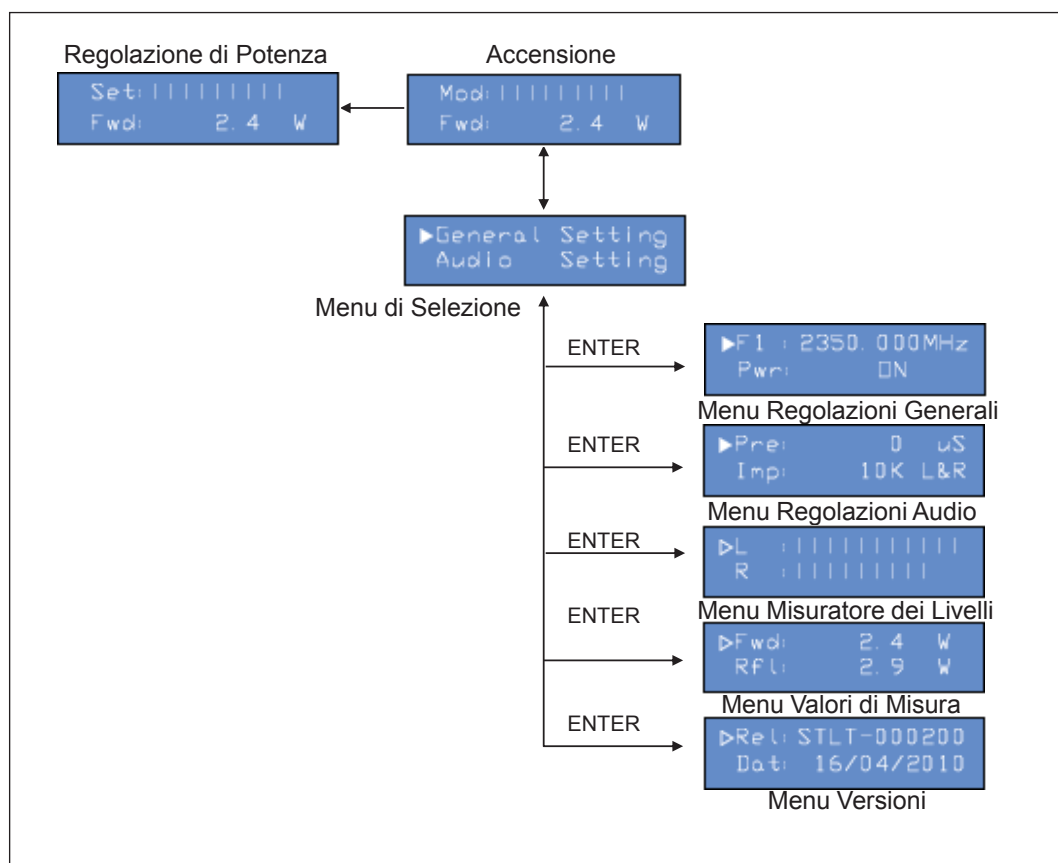 Regolazione di Potenza
Set:|||||||||
Fwd: 2.4 W
Accensione
Mod:|||||||||
Fwd: 2.4 W
▶General Setting
Audio Setting
Menu di Selezione
ENTER
▶F1 : 2350.000MHz
Pwr: ON
Menu Regolazioni Generali
ENTER
▶Pre: 0 uS
Imp: 10K L&R
Menu Regolazioni Audio
ENTER
▷L :|||||||||||
R :|||||||||
Menu Misuratore dei Livelli
ENTER
▷Fwd: 2.4 W
Rfl: 2.9 W
Menu Valori di Misura
ENTER
▷Rel: STLT-000200
Dat: 16/04/2010
Menu Versioni